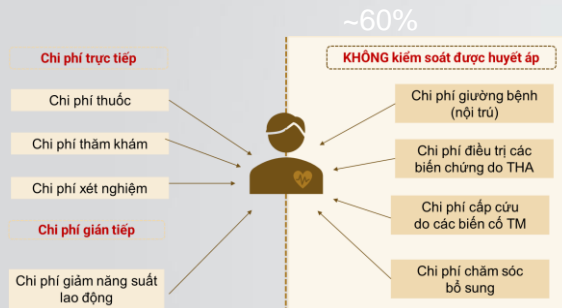 ~60%
Chi phí trực tiếp
Chi phí thuốc
Chi phí thăm khám
Chi phí xét nghiệm
Chi phí gián tiếp
Chi phí giảm năng suất
lao động
KHÔNG kiểm soát được huyết áp
Chi phí giường bệnh
(nội trú)
Chi phí điều trị các
biến chứng do THA
Chi phí cấp cứu
do các biến cố TM
Chi phí chăm sóc
bổ sung